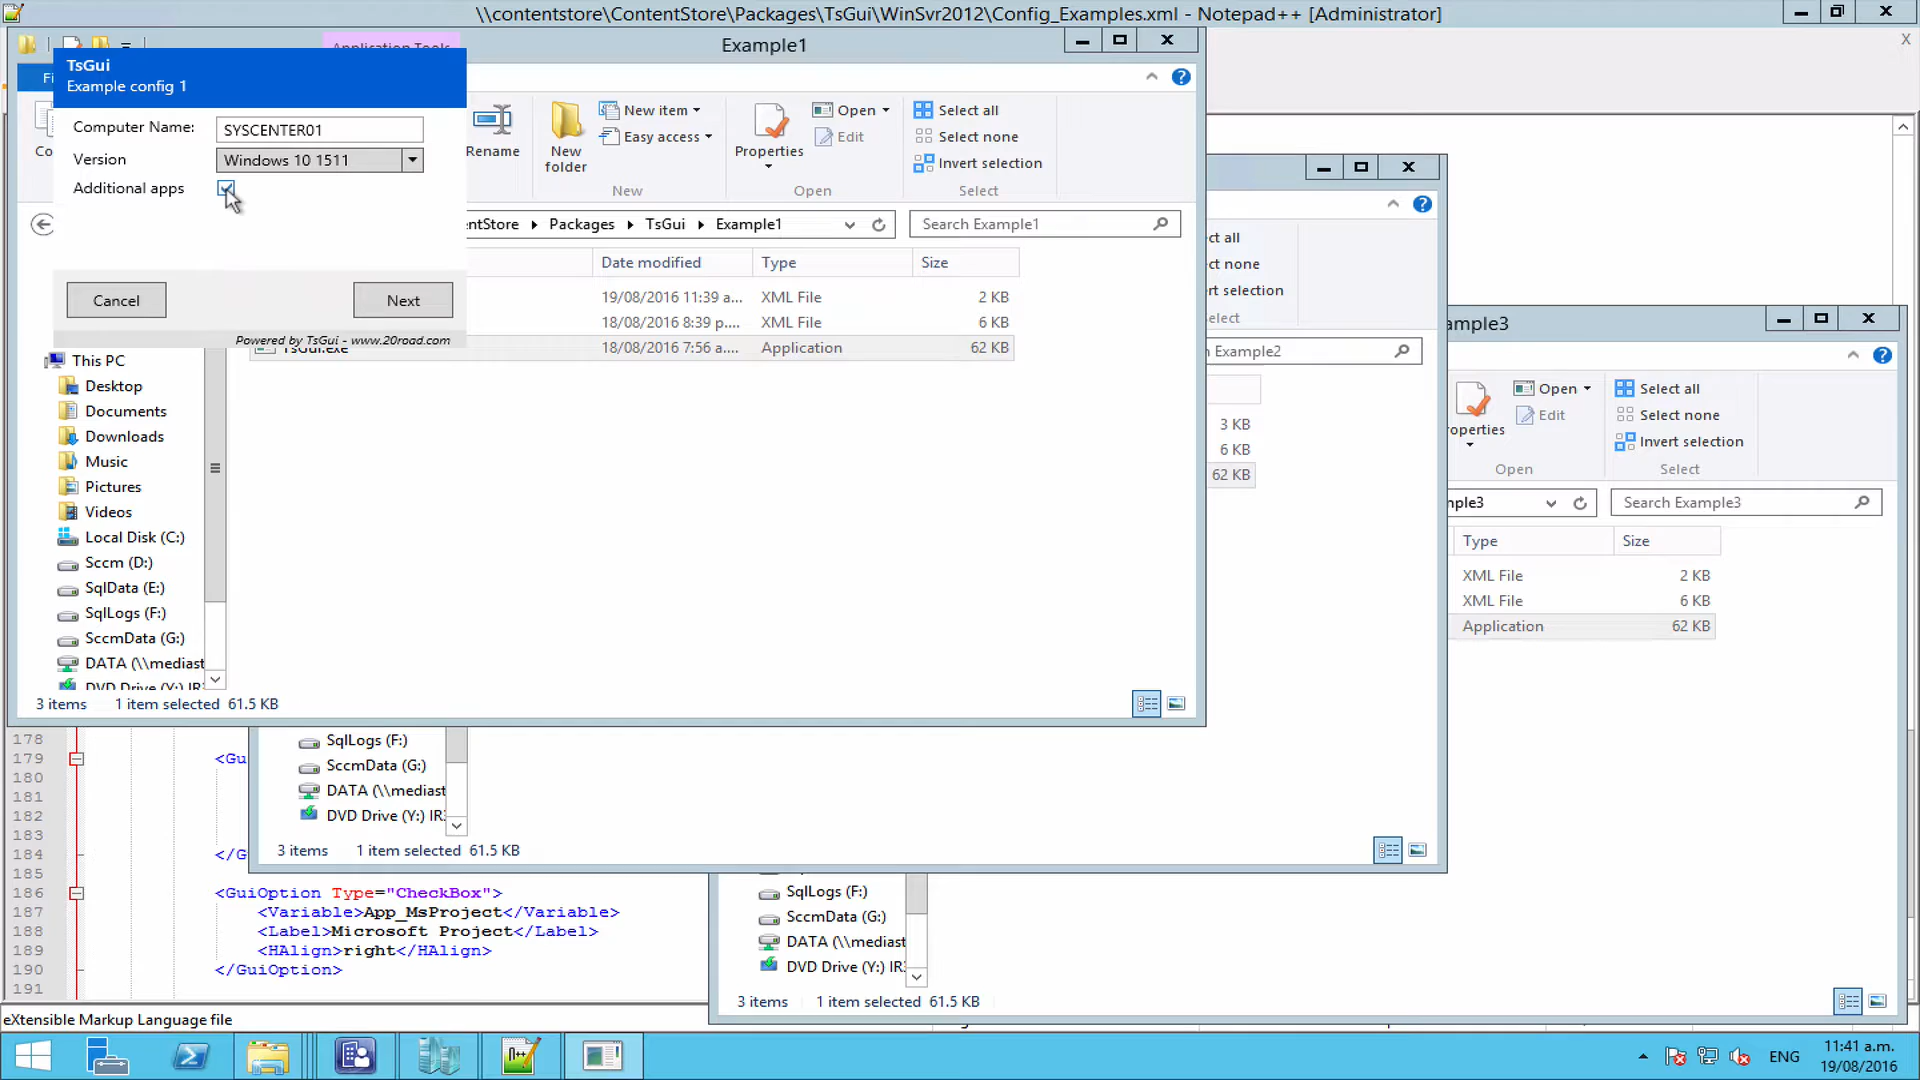 \\contentstore\ContentStore\Packages\TsGui\WinSvr2012\Config_Examples.xml - Notepad++ [Administrator]
Application Tools
Example1
TsGui
Example config 1
Computer Name: SYSCENTER01
Version Windows 10 1511
Additional apps
Cancel Next
Powered by TsGui - www.20road.com
Rename
New folder
New item
Easy access
New
Properties
Open
Edit
Open
Select all
Select none
Invert selection
Select
ntStore Packages TsGui Example1
Search Example1
Date modified Type Size
19/08/2016 11:39 a... XML File 2 KB
18/08/2016 8:39 p.... XML File 6 KB
TsGui.exe 18/08/2016 7:56 a.... Application 62 KB
This PC
Desktop
Documents
Downloads
Music
Pictures
Videos
Local Disk (C:)
Sccm (D:)
SqlData (E:)
SqlLogs (F:)
SccmData (G:)
DATA (\\mediast
DVD Drive (Y:) IR
3 items 1 item selected 61.5 KB
ct all
ct none
rt selection
elect
h Example2
3 KB
6 KB
62 KB
SqlLogs (F:)
SccmData (G:)
DATA (\\mediast
DVD Drive (Y:) IR
3 items 1 item selected 61.5 KB
ample3
operties
Open
Edit
Open
Select all
Select none
Invert selection
Select
mple3
Search Example3
Type Size
XML File 2 KB
XML File 6 KB
Application 62 KB
SqlLogs (F:)
SccmData (G:)
DATA (\\mediast
DVD Drive (Y:) IR
3 items 1 item selected 61.5 KB
178
179 <Gu
180
181
182
183
184 </G
185
186 <GuiOption Type="CheckBox">
187 <Variable>App_MsProject</Variable>
188 <Label>Microsoft Project</Label>
189 <HAlign>right</HAlign>
190 </GuiOption>
191
eXtensible Markup Language file
ENG
11:41 a.m.
19/08/2016